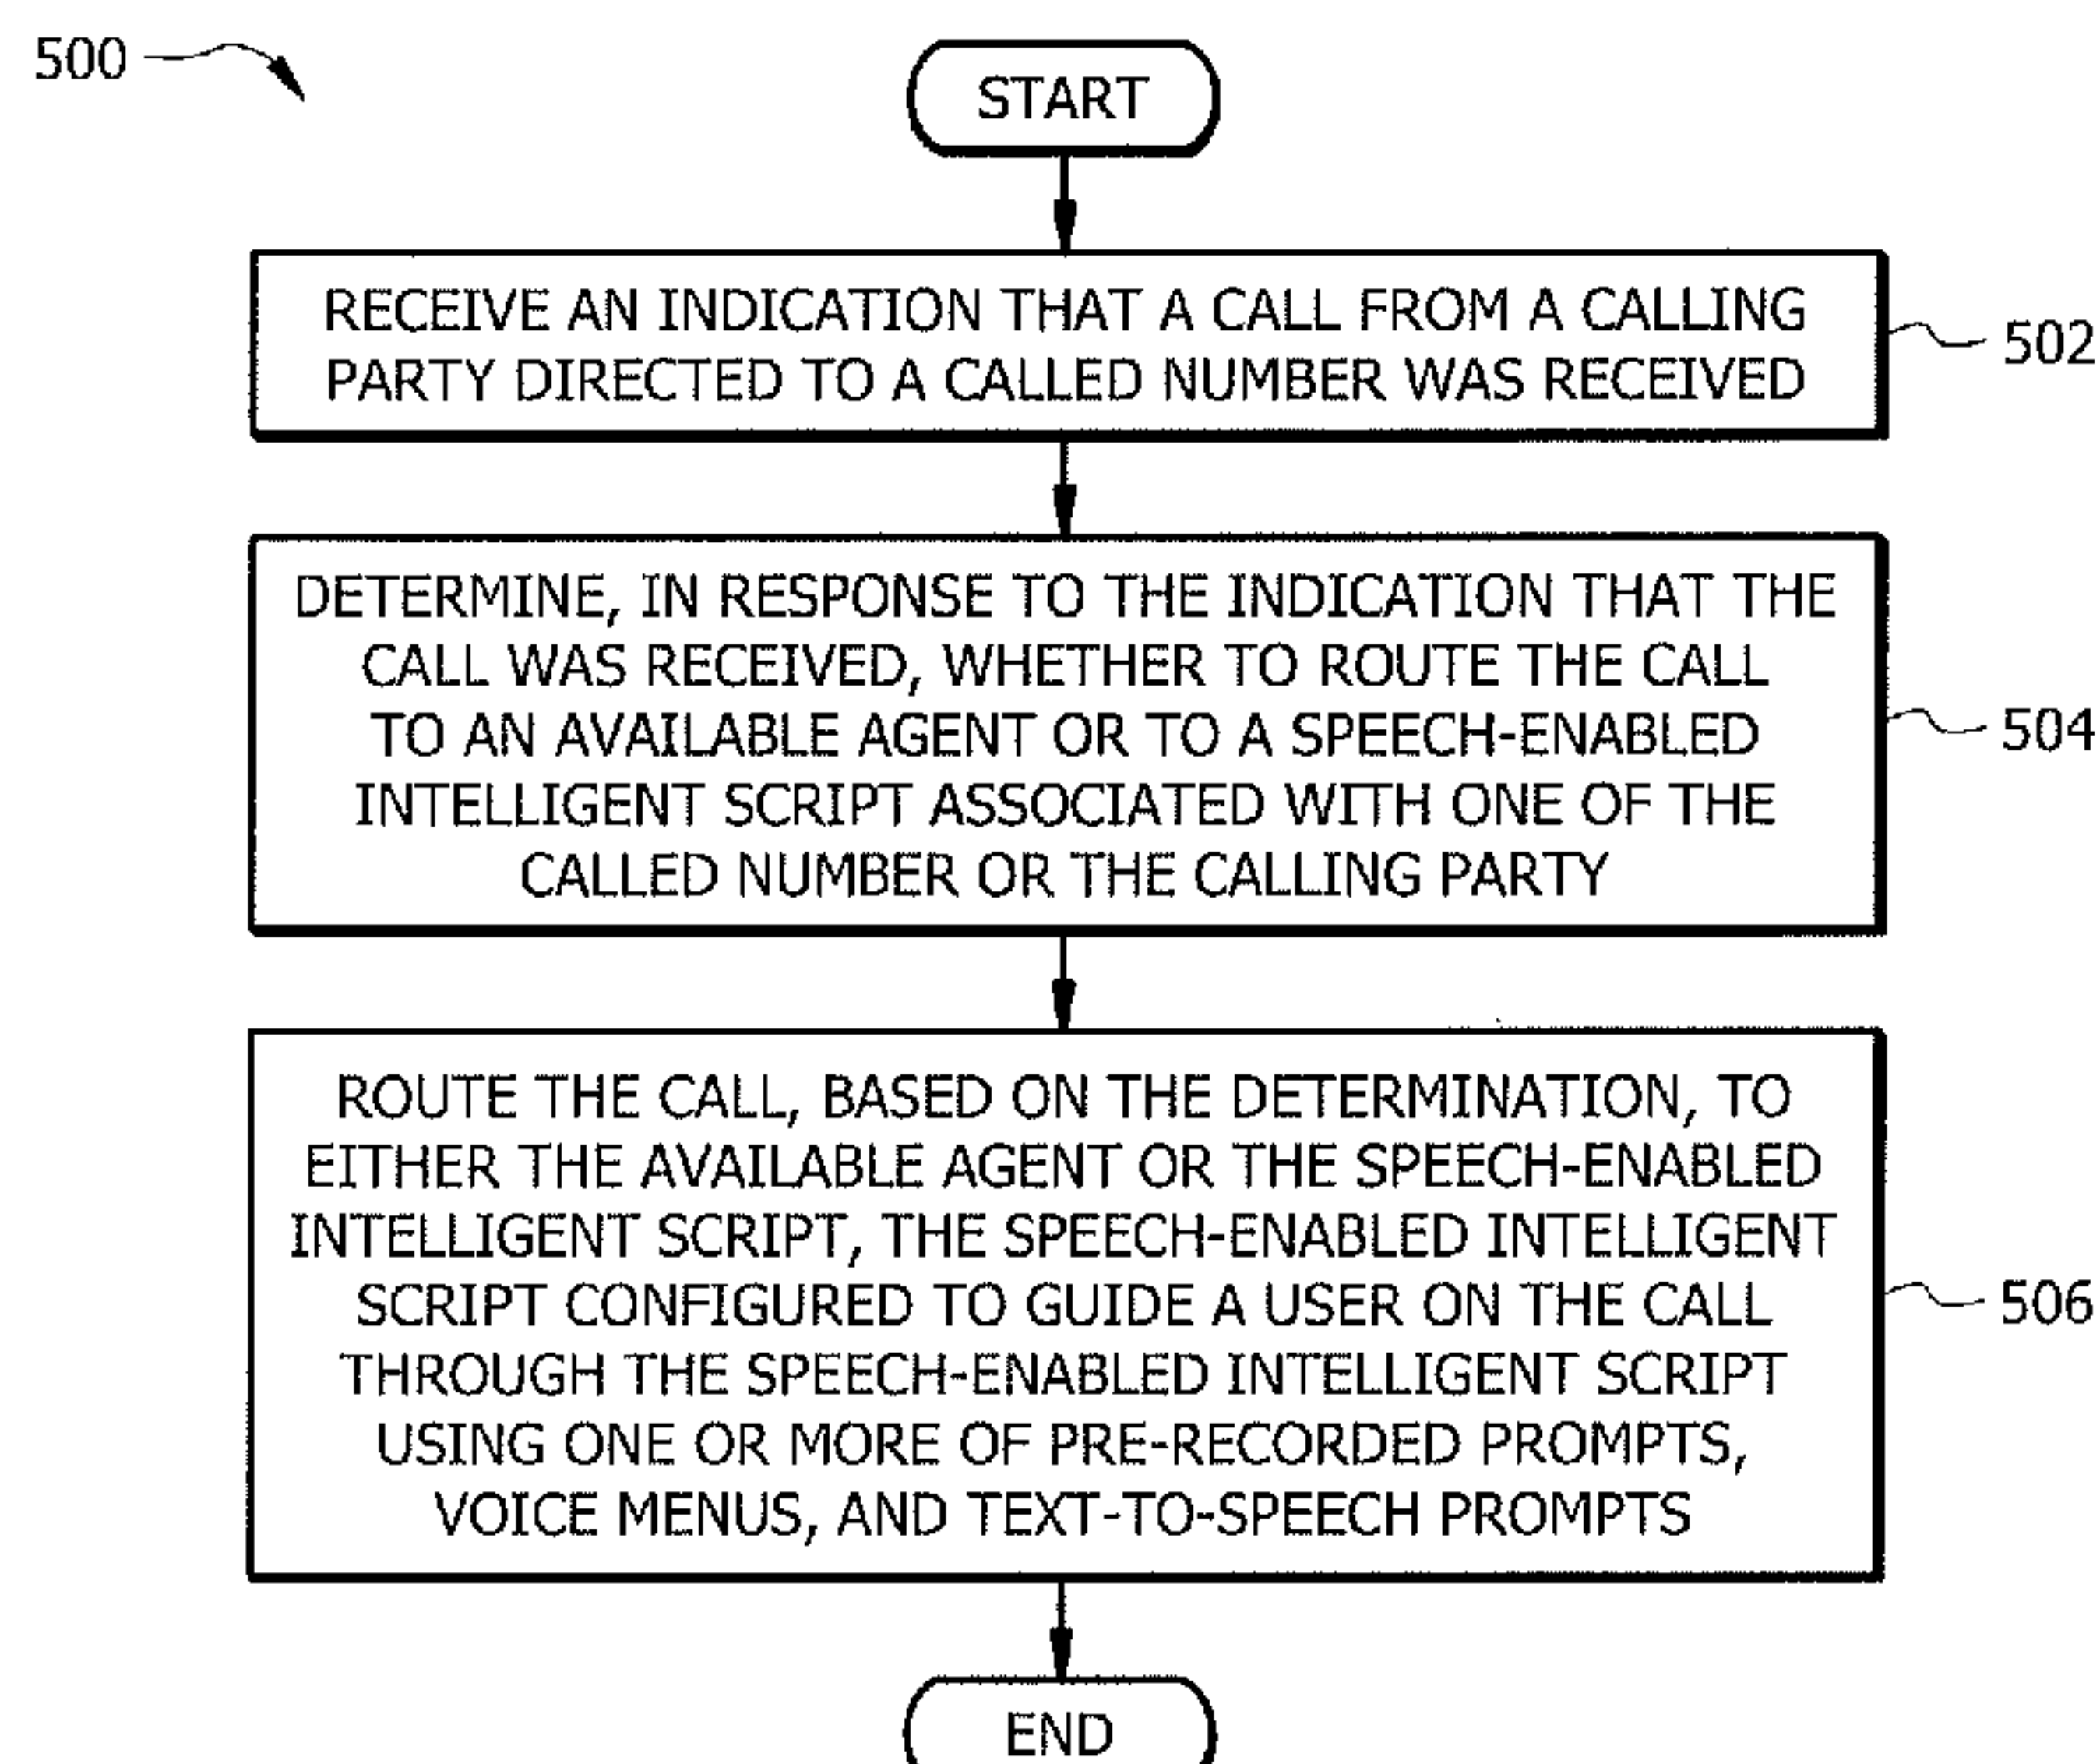 500
START
RECEIVE AN INDICATION THAT A CALL FROM A CALLING
PARTY DIRECTED TO A CALLED NUMBER WAS RECEIVED
502
DETERMINE, IN RESPONSE TO THE INDICATION THAT THE
CALL WAS RECEIVED, WHETHER TO ROUTE THE CALL
TO AN AVAILABLE AGENT OR TO A SPEECH-ENABLED
INTELLIGENT SCRIPT ASSOCIATED WITH ONE OF THE
CALLED NUMBER OR THE CALLING PARTY
504
ROUTE THE CALL, BASED ON THE DETERMINATION, TO
EITHER THE AVAILABLE AGENT OR THE SPEECH-ENABLED
INTELLIGENT SCRIPT, THE SPEECH-ENABLED INTELLIGENT
SCRIPT CONFIGURED TO GUIDE A USER ON THE CALL
THROUGH THE SPEECH-ENABLED INTELLIGENT SCRIPT
USING ONE OR MORE OF PRE-RECORDED PROMPTS,
VOICE MENUS, AND TEXT-TO-SPEECH PROMPTS
506
END